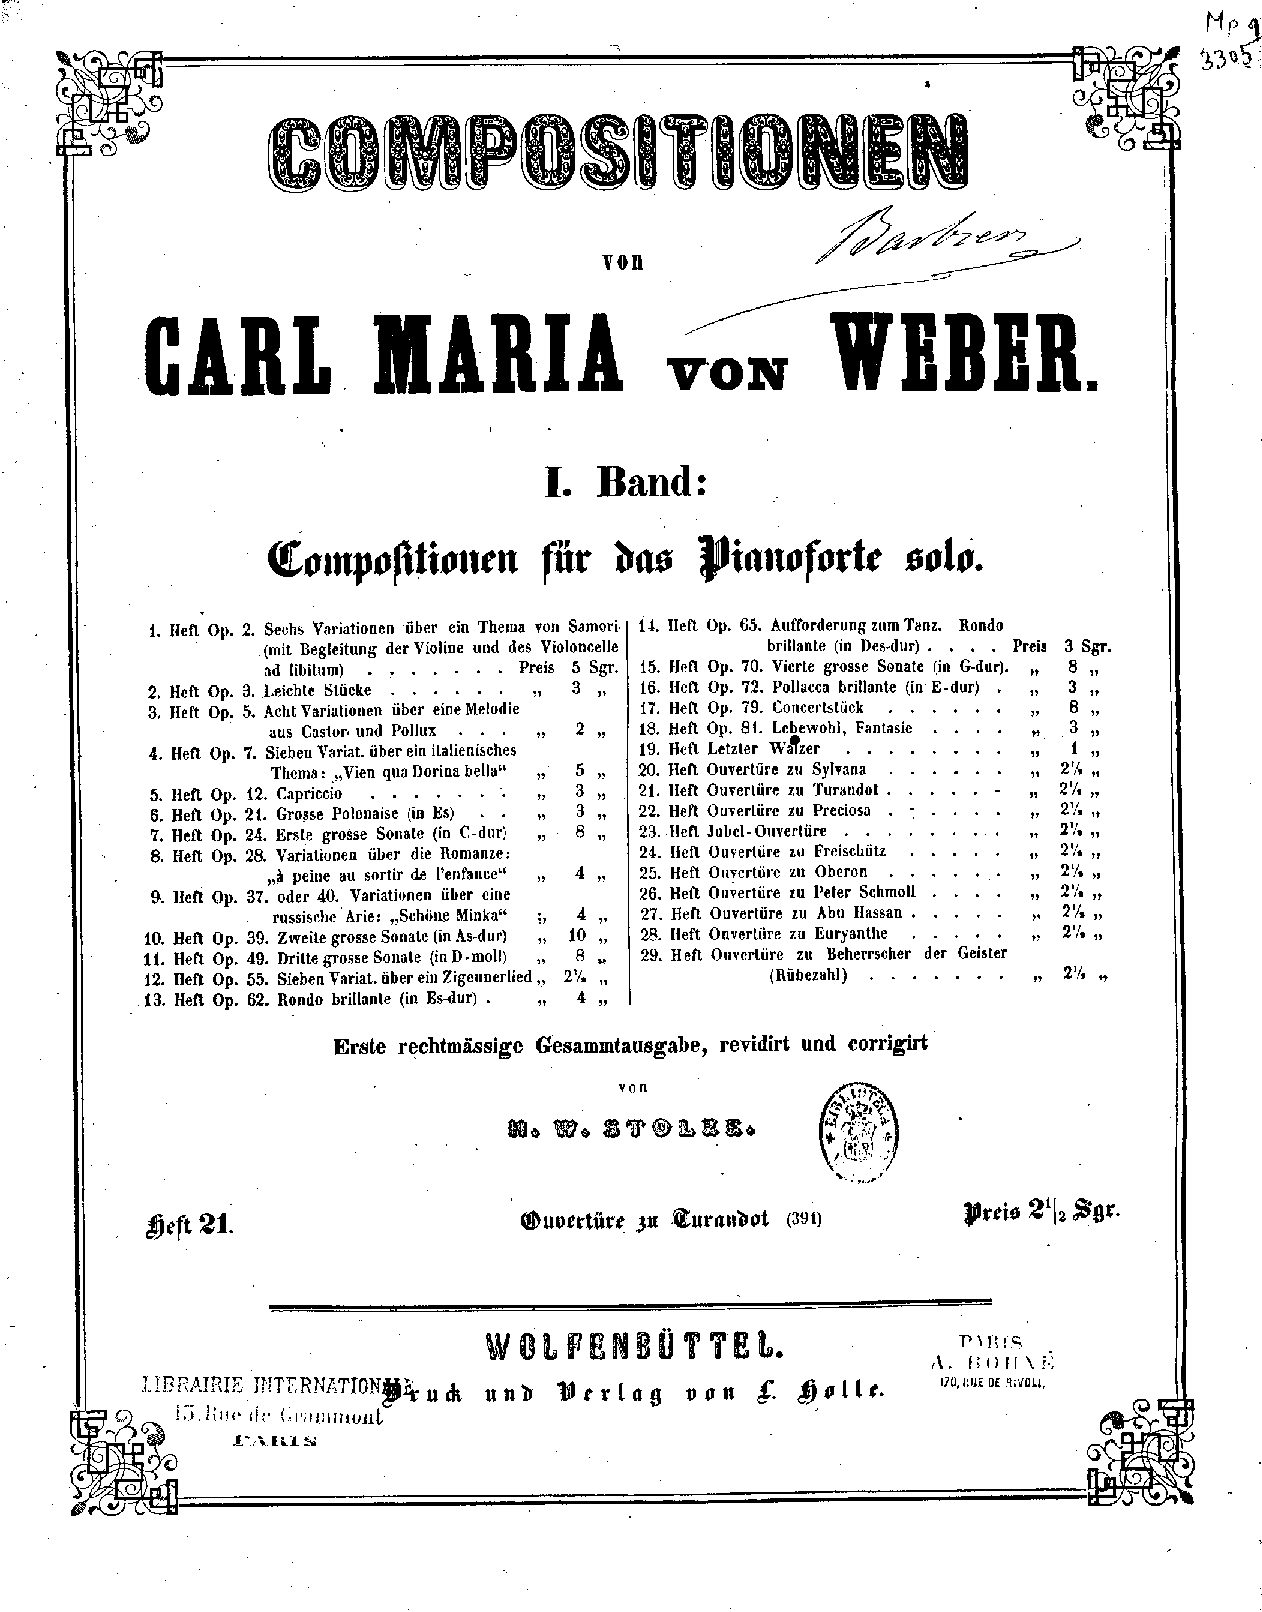 Mp 9
3305
COMPOSITIONEN
Barbieri
von
CARL MARIA VON WEBER.
I. Band:
Compositionen für das Pianoforte solo.
1. Heft Op. 2. Sechs Variationen über ein Thema von Samori
(mit Begleitung der Violine und des Violoncelle
ad libitum) . . . . . . . Preis 5 Sgr.
2. Heft Op. 3. Leichte Stücke . . . . . . „ 3 „
3. Heft Op. 5. Acht Variationen über eine Melodie
aus Castor und Pollux . . . „ 2 „
4. Heft Op. 7. Sieben Variat. über ein italienisches
Thema: „Vien qua Dorina bella“ „ 5 „
5. Heft Op. 12. Capriccio . . . . . . . „ 3 „
6. Heft Op. 21. Grosse Polonaise (in Es) . . „ 3 „
7. Heft Op. 24. Erste grosse Sonate (in C-dur) „ 8 „
8. Heft Op. 28. Variationen über die Romanze:
„à peine au sortir de l'enfance“ „ 4 „
9. Heft Op. 37. oder 40. Variationen über eine
russische Arie: „Schöne Minka“ „ 4 „
10. Heft Op. 39. Zweite grosse Sonate (in As-dur) „ 10 „
11. Heft Op. 49. Dritte grosse Sonate (in D-moll) „ 8 „
12. Heft Op. 55. Sieben Variat. über ein Zigeunerlied „ 2½ „
13. Heft Op. 62. Rondo brillante (in Es-dur) . „ 4 „
14. Heft Op. 65. Aufforderung zum Tanz. Rondo
brillante (in Des-dur) . . . . Preis 3 Sgr.
15. Heft Op. 70. Vierte grosse Sonate (in G-dur). „ 8 „
16. Heft Op. 72. Pollacca brillante (in E-dur) . „ 3 „
17. Heft Op. 79. Concertstück . . . . . . „ 8 „
18. Heft Op. 81. Lebewohl, Fantasie . . . . „ 3 „
19. Heft Letzter Walzer . . . . . . . . „ 1 „
20. Heft Ouvertüre zu Sylvana . . . . . . „ 2½ „
21. Heft Ouvertüre zu Turandot . . . . . . „ 2½ „
22. Heft Ouvertüre zu Preciosa . . . . . . „ 2½ „
23. Heft Jubel-Ouvertüre . . . . . . . . „ 2½ „
24. Heft Ouvertüre zu Freischütz . . . . . „ 2½ „
25. Heft Ouvertüre zu Oberon . . . . . . „ 2½ „
26. Heft Ouvertüre zu Peter Schmoll . . . . „ 2½ „
27. Heft Ouvertüre zu Abu Hassan . . . . . „ 2½ „
28. Heft Ouvertüre zu Euryanthe . . . . . „ 2½ „
29. Heft Ouvertüre zu Beherrscher der Geister
(Rübezahl) . . . . . . . „ 2½ „
Erste rechtmässige Gesammtausgabe, revidirt und corrigirt
von
H. W. STOLZE.
BIBLIOTECA
Heft 21.
Ouvertüre zu Turandot (391)
Preis 2 1/2 Sgr.
WOLFENBÜTTEL.
Druck und Verlag von L. Holle.
PARIS
A. BOHNÉ
170, RUE DE RIVOLI,
LIBRAIRIE INTERNATIONALE
15, Rue de Grammont
PARIS